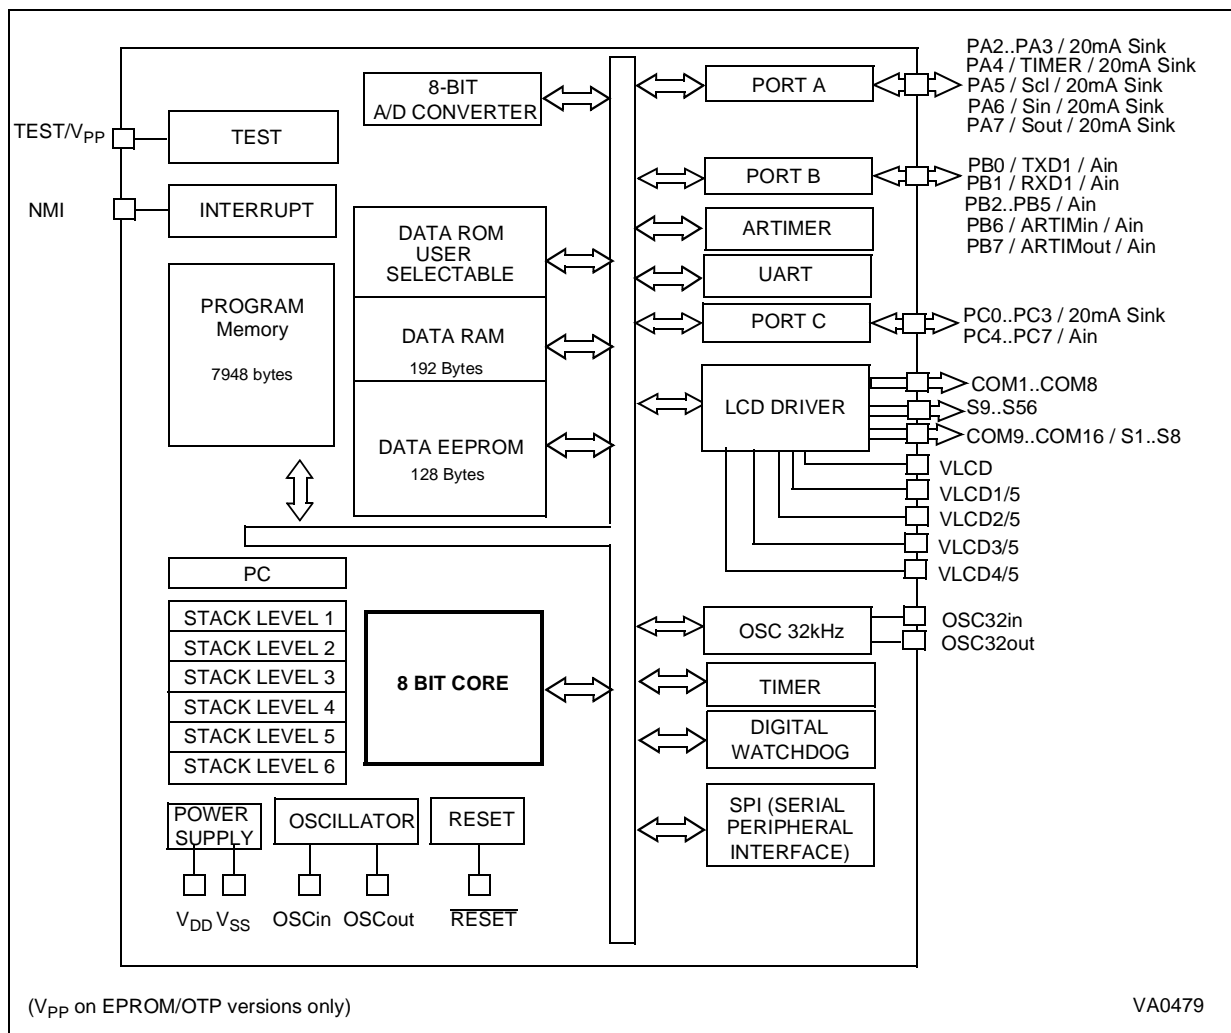 8-BIT
A/D CONVERTER
PORT A
PA2..PA3 / 20mA Sink
PA4 / TIMER / 20mA Sink
PA5 / Scl / 20mA Sink
PA6 / Sin / 20mA Sink
PA7 / Sout / 20mA Sink
TEST/VPP
TEST
PORT B
PB0 / TXD1 / Ain
PB1 / RXD1 / Ain
PB2..PB5 / Ain
PB6 / ARTIMin / Ain
PB7 / ARTIMout / Ain
NMI
INTERRUPT
DATA ROM
USER
SELECTABLE
ARTIMER
UART
PROGRAM
Memory
7948 bytes
DATA RAM
192 Bytes
PORT C
PC0..PC3 / 20mA Sink
PC4..PC7 / Ain
DATA EEPROM
128 Bytes
LCD DRIVER
COM1..COM8
S9..S56
COM9..COM16 / S1..S8
VLCD
VLCD1/5
VLCD2/5
VLCD3/5
VLCD4/5
PC
STACK LEVEL 1
STACK LEVEL 2
STACK LEVEL 3
STACK LEVEL 4
STACK LEVEL 5
STACK LEVEL 6
8 BIT CORE
OSC 32kHz
OSC32in
OSC32out
TIMER
DIGITAL
WATCHDOG
SPI (SERIAL
PERIPHERAL
INTERFACE)
POWER
SUPPLY
OSCILLATOR
RESET
VDD VSS
OSCin
OSCout
RESET
(VPP on EPROM/OTP versions only)
VA0479